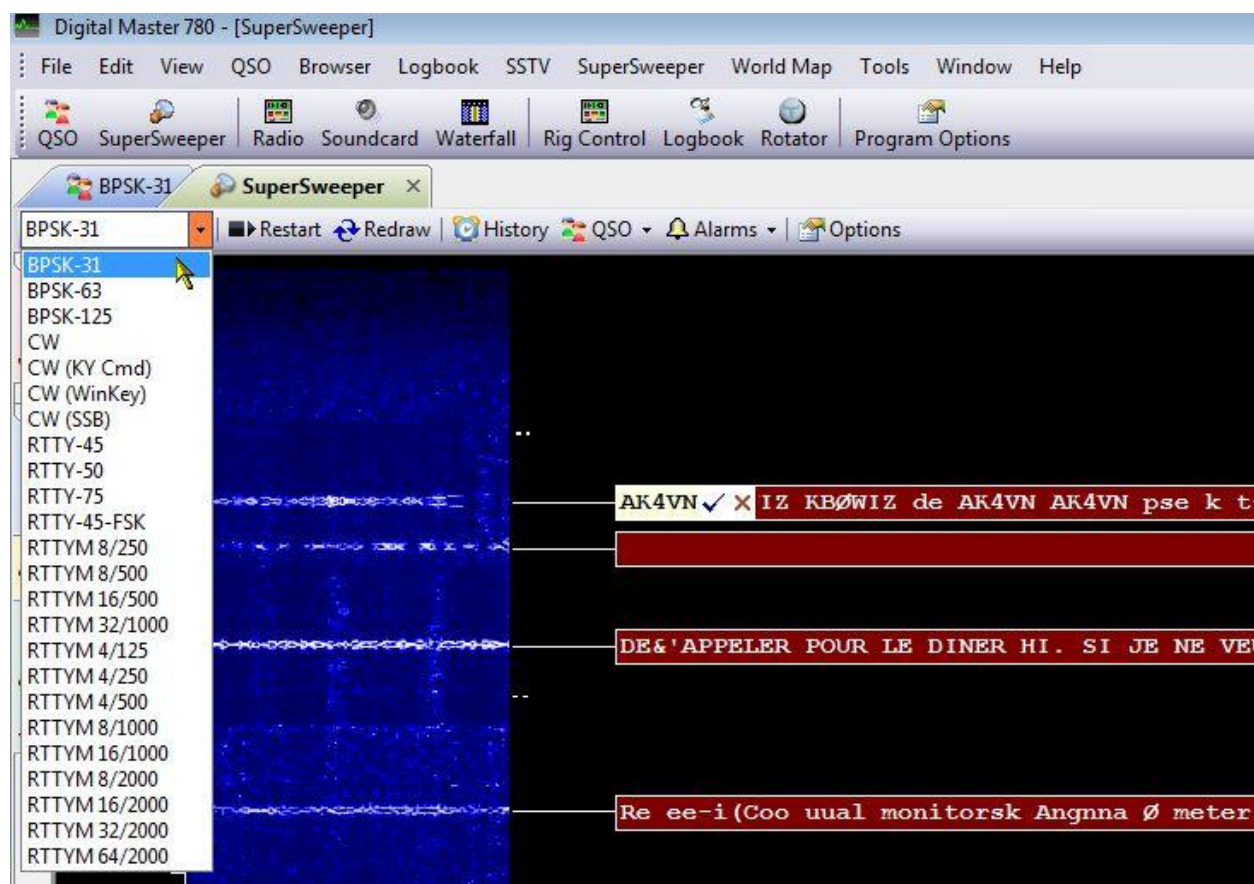 Digital Master 780 - [SuperSweeper]
File Edit View QSO Browser Logbook SSTV SuperSweeper World Map Tools Window Help
QSO SuperSweeper Radio Soundcard Waterfall Rig Control Logbook Rotator Program Options
BPSK-31 SuperSweeper
BPSK-31 Restart Redraw History QSO Alarms Options
BPSK-31
BPSK-63
BPSK-125
CW
CW (KY Cmd)
CW (WinKey)
CW (SSB)
RTTY-45
RTTY-50
RTTY-75
RTTY-45-FSK
RTTYM 8/250
RTTYM 8/500
RTTYM 16/500
RTTYM 32/1000
RTTYM 4/125
RTTYM 4/250
RTTYM 4/500
RTTYM 8/1000
RTTYM 16/1000
RTTYM 8/2000
RTTYM 16/2000
RTTYM 32/2000
RTTYM 64/2000
AK4VN IZ KBØWIZ de AK4VN AK4VN pse k t
DE&'APPELER POUR LE DINER HI. SI JE NE VE
Re ee-i(Coo uual monitorsk Angnna Ø meter